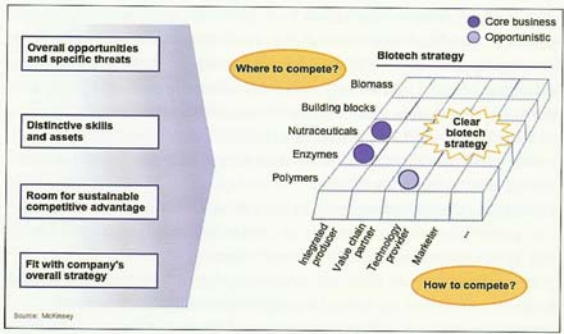 Core business
Opportunistic
Overall opportunities
and specific threats
Distinctive skills
and assets
Room for sustainable
competitive advantage
Fit with company's
overall strategy
Where to compete?
Biotech strategy
Biomass
Building blocks
Nutraceuticals
Enzymes
Polymers
Clear
biotech
strategy
Integrated
producer
Value chain
partner
Technology
provider
Marketer
...
How to compete?
Source: McKinsey